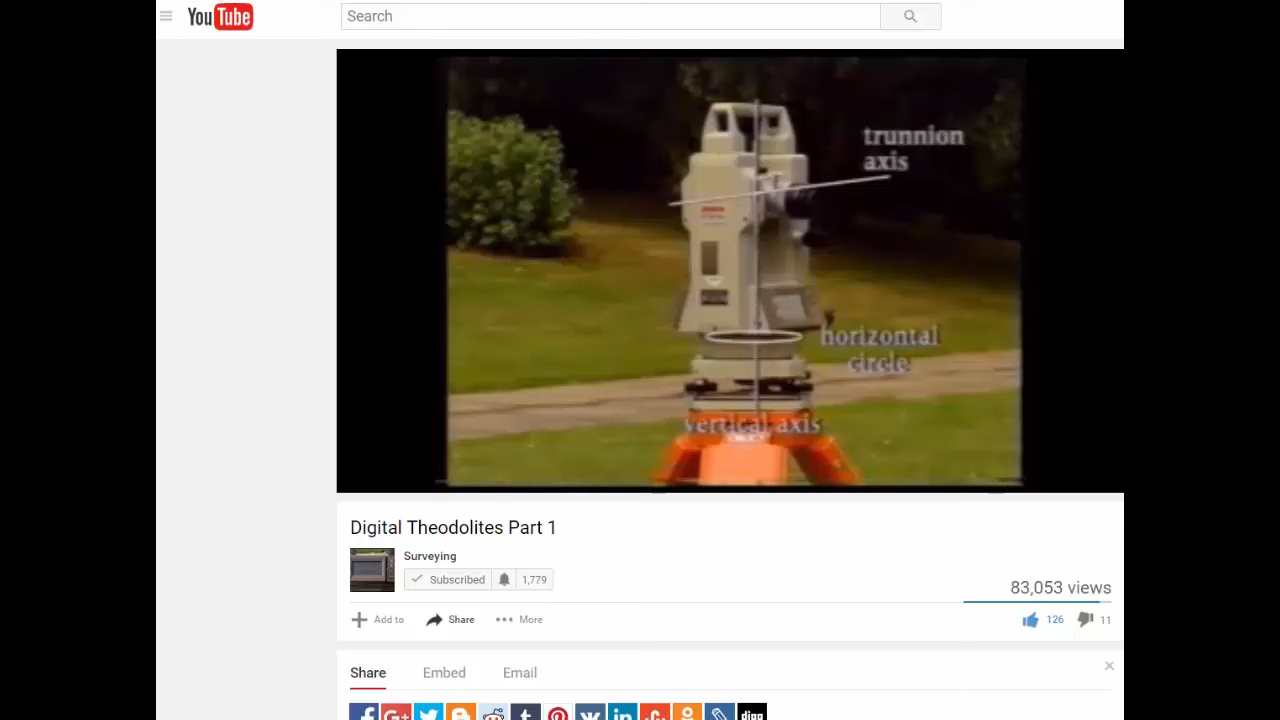 YouTube
Search
trunnion
axis
horizontal
circle
vertical axis
Digital Theodolites Part 1
Surveying
Subscribed 1,779
83,053 views
Add to Share More
126 11
Share Embed Email
digg